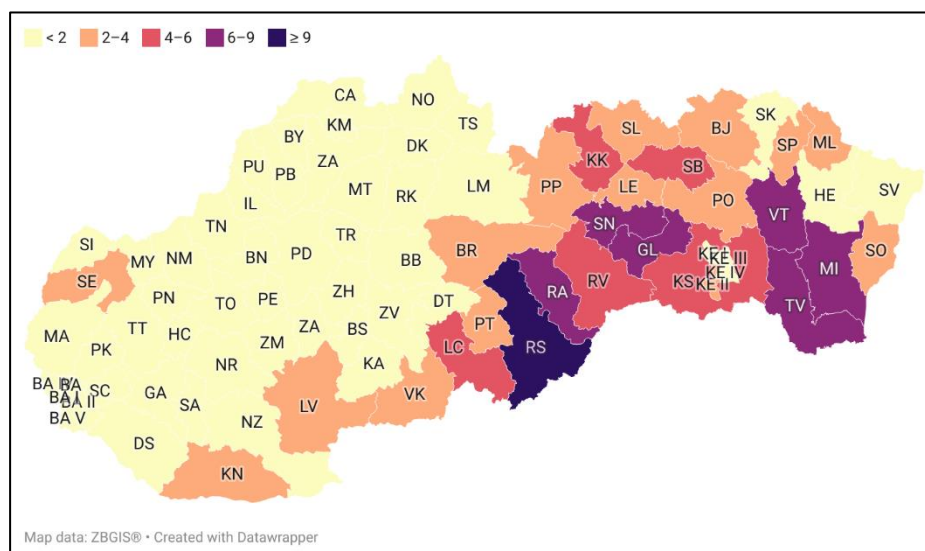 < 2 2–4 4–6 6–9 ≥ 9
CA
NO
KM
TS
BY
DK
PU
PB
ZA
MT
RK
LM
IL
TN
TR
SI
MY
NM
BN
PD
BB
SE
PN
TO
PE
ZH
DT
ZV
MA
TT
HC
ZM
ZA
BS
PK
NR
KA
SC
GA
SA
BA II
BA V
NZ
LV
VK
DS
KN
SK
SL
BJ
SP
ML
KK
SB
PP
LE
PO
HE
SV
VT
SN
GL
SO
BR
KE III
KE IV
KE II
KS
MI
RA
RV
TV
PT
LC
RS
Map data: ZBGIS® • Created with Datawrapper